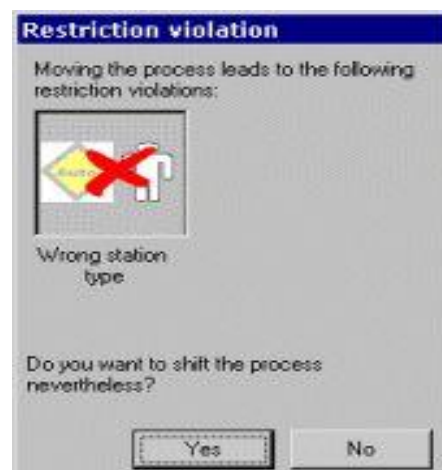 Restriction violation
Moving the process leads to the following
restriction violations:
Auto
Wrong station
type
Do you want to shift the process
nevertheless?
Yes
No